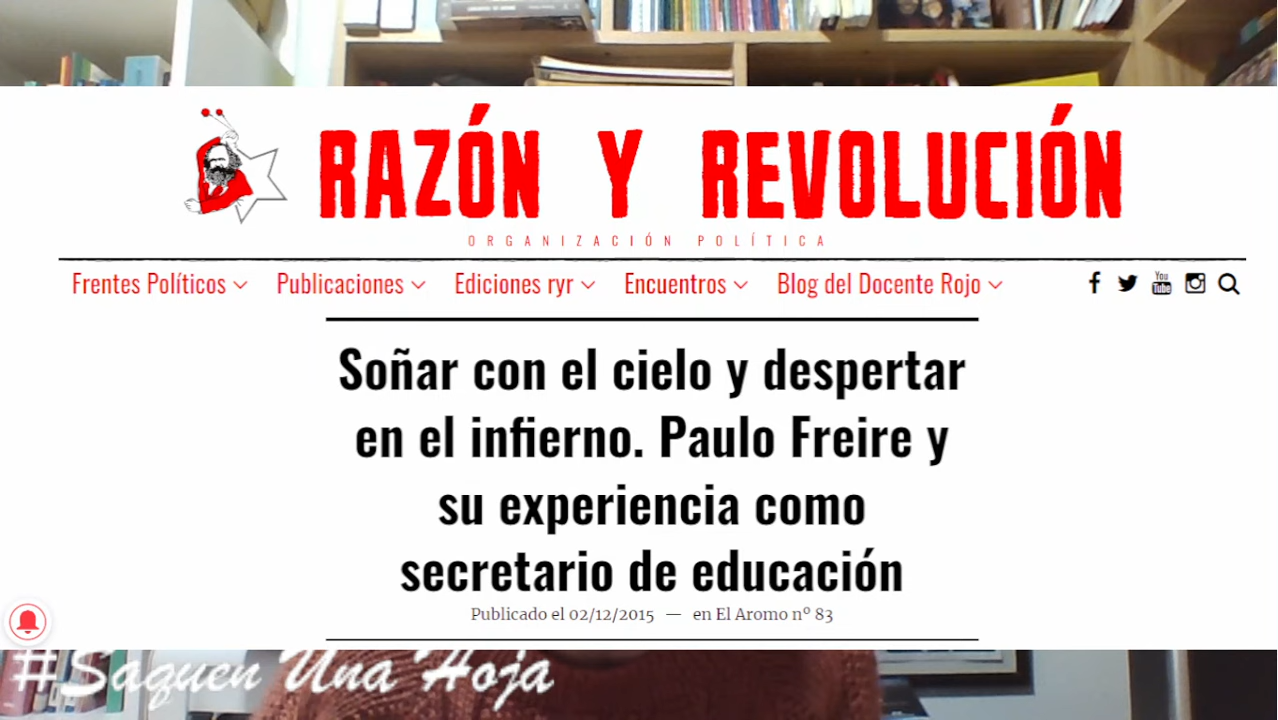 RAZÓN Y REVOLUCIÓN
ORGANIZACIÓN POLÍTICA
Frentes Políticos Publicaciones Ediciones ryr Encuentros Blog del Docente Rojo
You
Tube
Soñar con el cielo y despertar
en el infierno. Paulo Freire y
su experiencia como
secretario de educación
Publicado el 02/12/2015 — en El Aromo nº 83
#Saquen Una Hoja